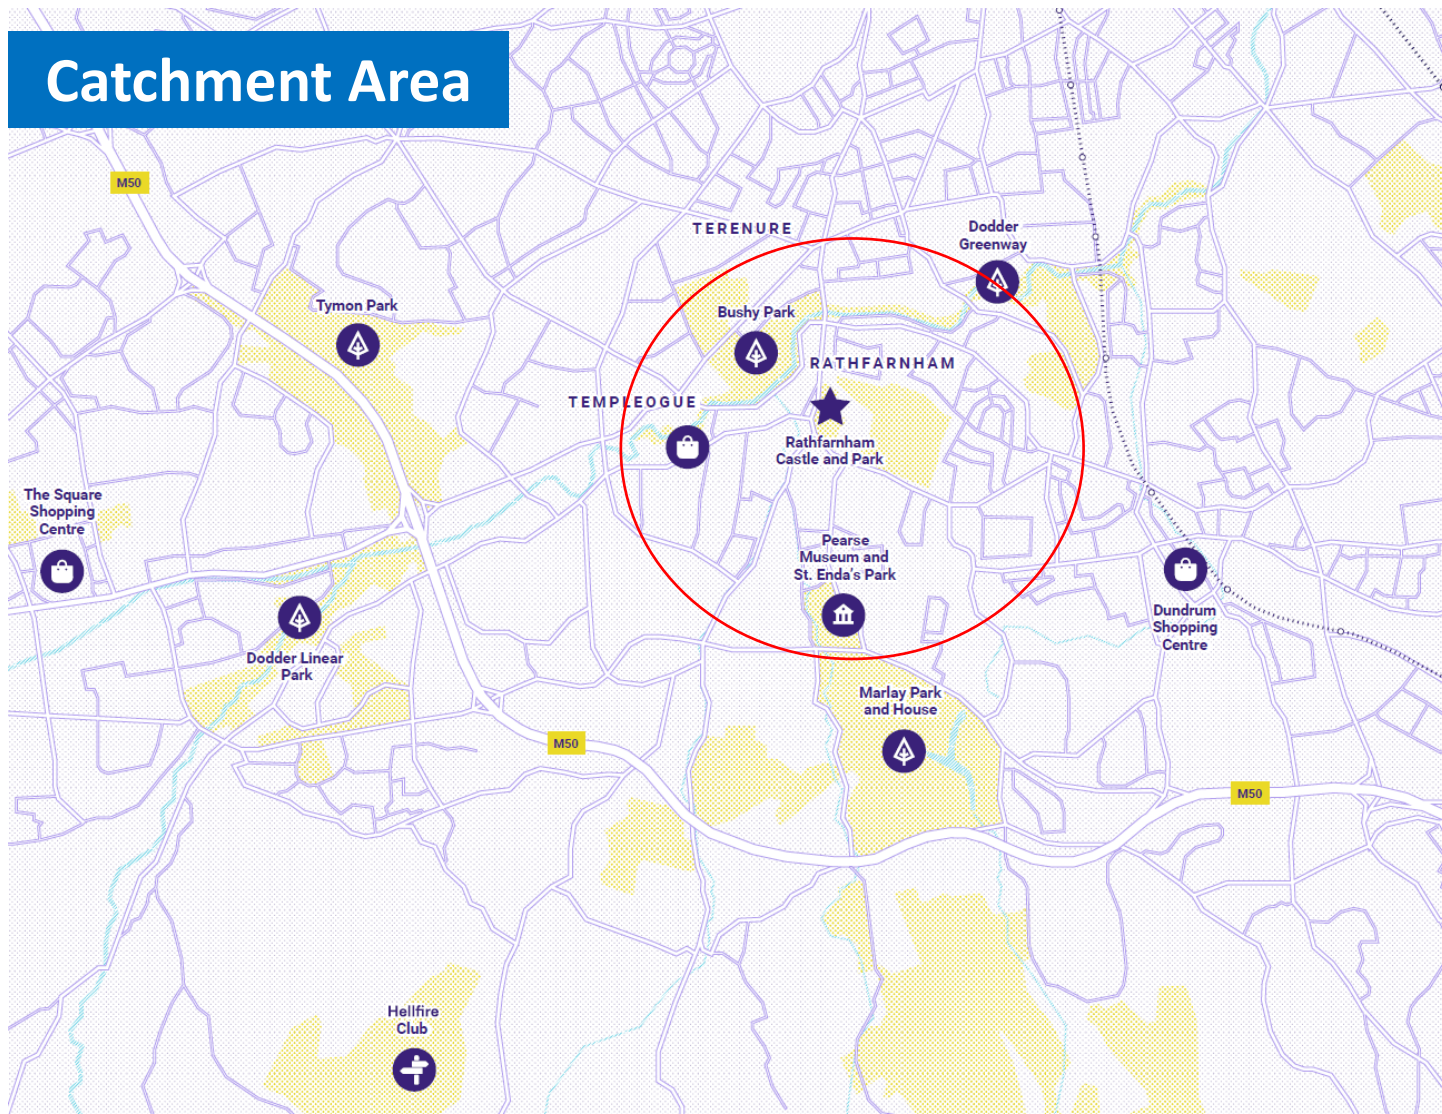 Catchment Area
M50
TERENURE
Dodder
Greenway
Tymon Park
Bushy Park
RATHFARNHAM
TEMPLEOGUE
Rathfarnham
Castle and Park
The Square
Shopping
Centre
Pearse
Museum and
St. Enda's Park
Dundrum
Shopping
Centre
Dodder Linear
Park
Marlay Park
and House
M50
M50
Hellfire
Club